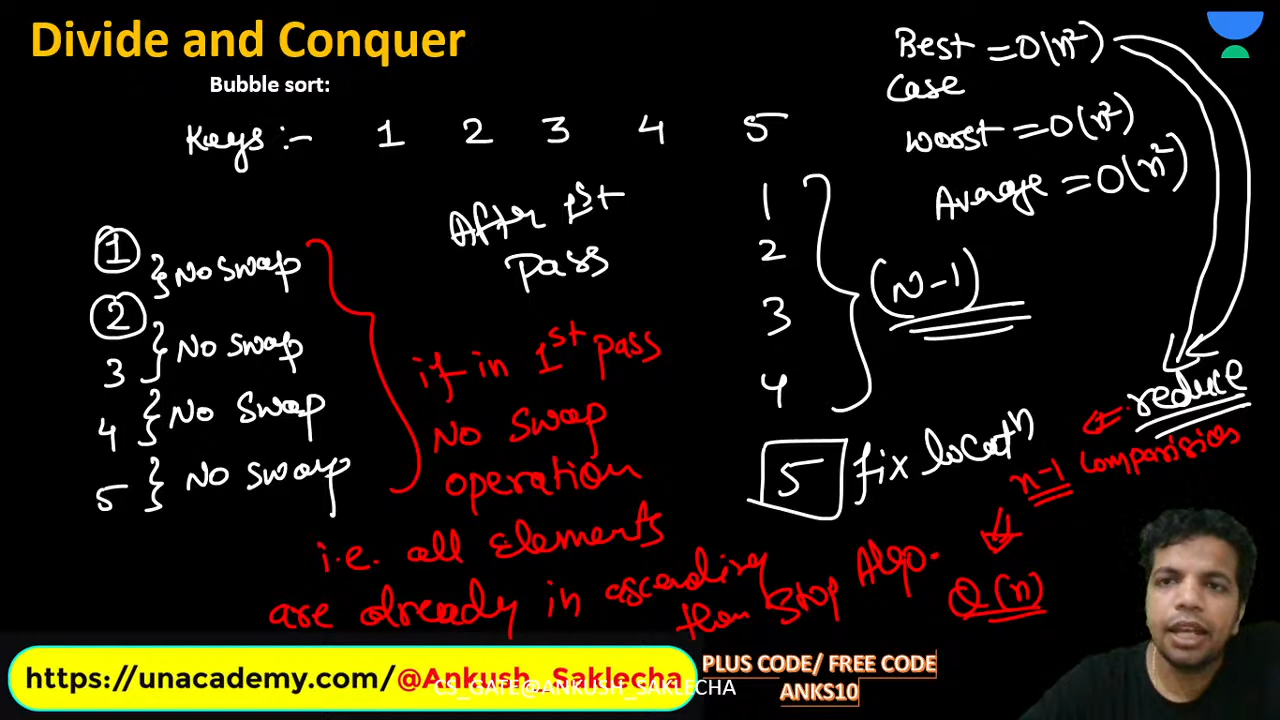 Divide and Conquer
Bubble sort:
Keys :- 1 2 3 4 5
Best = O(n²)
Case
Worst = O(n²)
Average = O(n²)
1 } No Swap
2
3 } No Swap
4 } No Swap
5 } No Swap
After 1st
Pass
1
2
3
4
(n-1)
5 fix locatⁿ
reduce
n-1 comparisions
O(n)
if in 1st pass
No Swap
operation
i.e. all Elements
are already in ascending
then Stop Algo.
https://unacademy.com/@Ankush_Saklecha
CS_GATE@ANKUSH_SAKLECHA
PLUS CODE/ FREE CODE
ANKS10